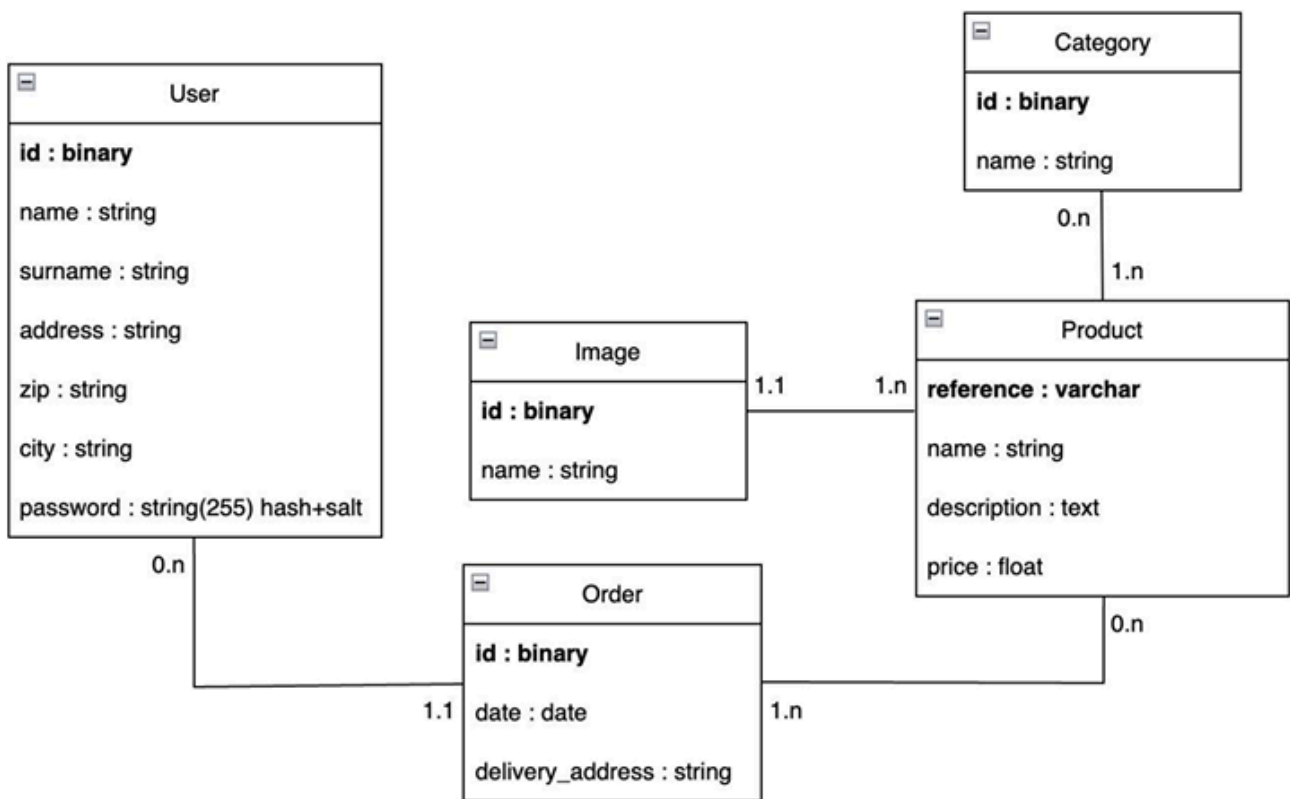 User
id : binary
name : string
surname : string
address : string
zip : string
city : string
password : string(255) hash+salt
0.n
Category
id : binary
name : string
0.n
1.n
Image
id : binary
name : string
1.1
1.n
Product
reference : varchar
name : string
description : text
price : float
0.n
Order
id : binary
date : date
delivery_address : string
1.1
1.n